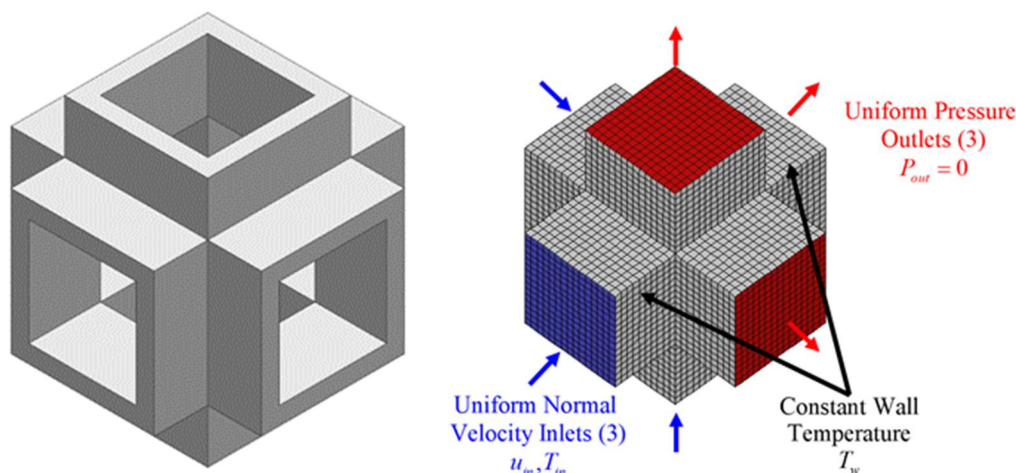 Uniform Pressure
Outlets (3)
P_out = 0
Uniform Normal
Velocity Inlets (3)
u_in, T_in
Constant Wall
Temperature
T_w